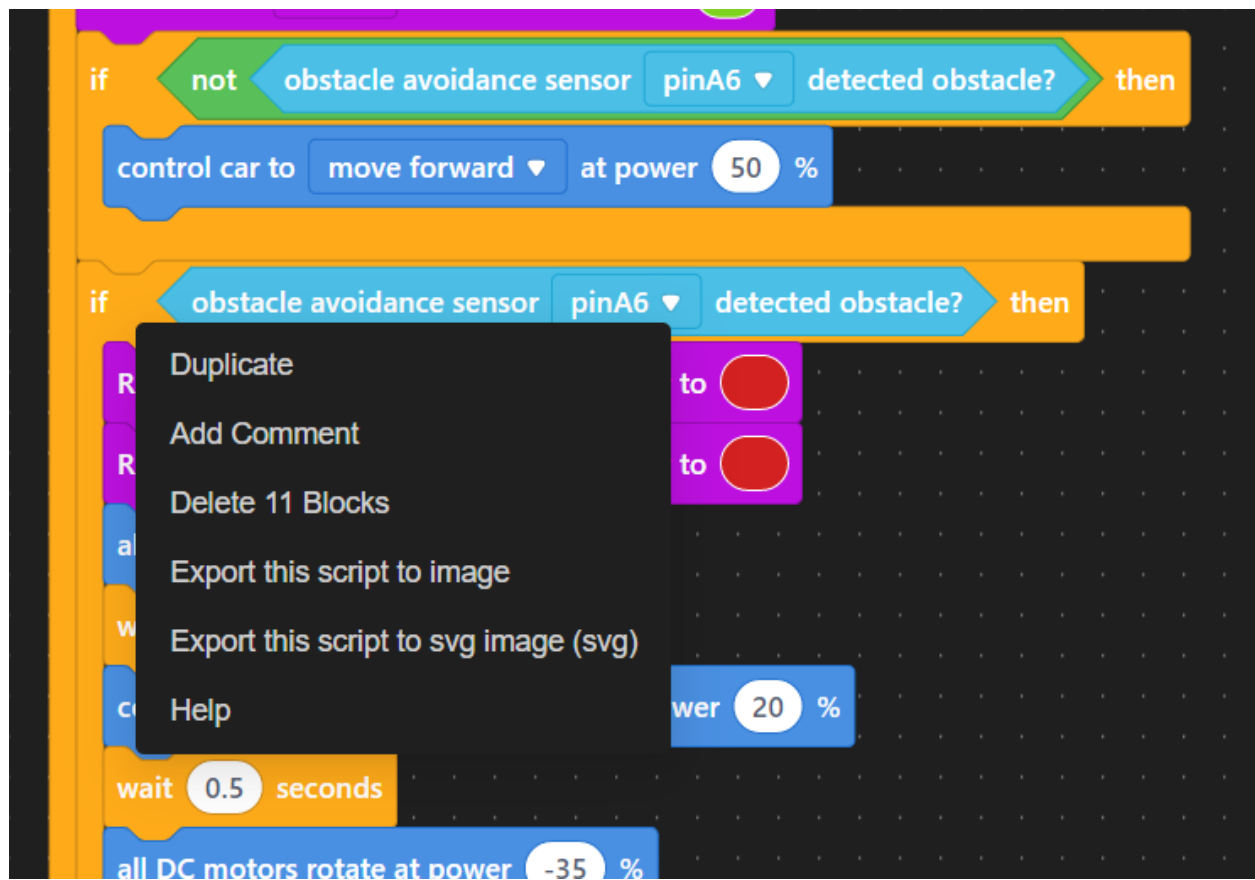 if not obstacle avoidance sensor pinA6 detected obstacle? then
control car to move forward at power 50 %
if obstacle avoidance sensor pinA6 detected obstacle? then
Duplicate
R to
Add Comment
R to
Delete 11 Blocks
Export this script to image
Export this script to svg image (svg)
Help
wer 20 %
wait 0.5 seconds
all DC motors rotate at power -35 %